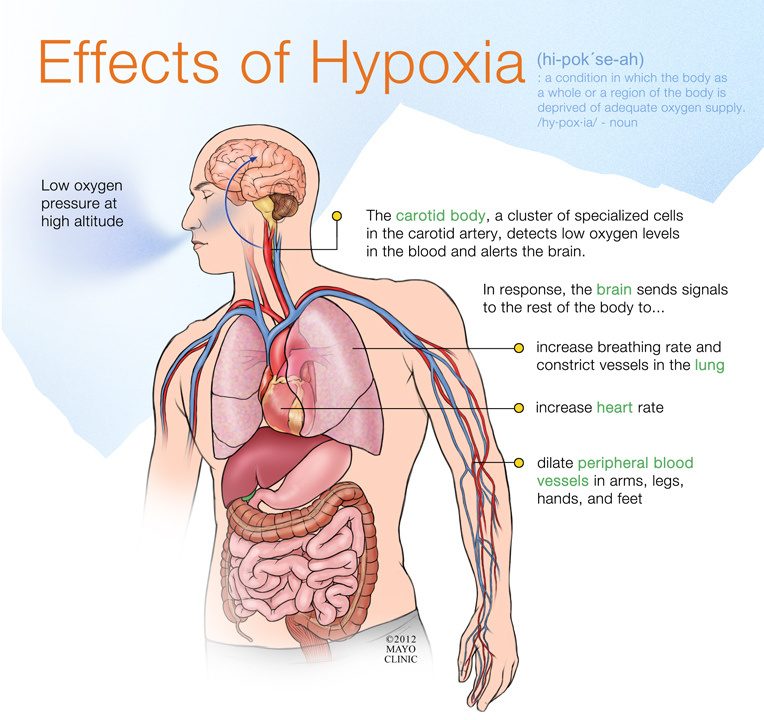 Effects of Hypoxia
(hi-pok´se-ah)
: a condition in which the body as
a whole or a region of the body is
deprived of adequate oxygen supply.
/hy·pox·ia/ - noun
Low oxygen
pressure at
high altitude
The carotid body, a cluster of specialized cells
in the carotid artery, detects low oxygen levels
in the blood and alerts the brain.
In response, the brain sends signals
to the rest of the body to...
increase breathing rate and
constrict vessels in the lung
increase heart rate
dilate peripheral blood
vessels in arms, legs,
hands, and feet
©2012
MAYO
CLINIC